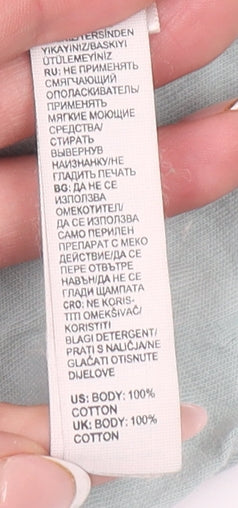 TERSİNDEN
YIKAYINIZ/BASKIYI
ÜTÜLEMEYİNİZ
RU: НЕ ПРИМЕНЯТЬ
СМЯГЧАЮЩИЙ
ОПОЛАСКИВАТЕЛЬ/
ПРИМЕНЯТЬ
МЯГКИЕ МОЮЩИЕ
СРЕДСТВА/
СТИРАТЬ
ВЫВЕРНУВ
НАИЗНАНКУ/НЕ
ГЛАДИТЬ ПЕЧАТЬ
BG: ДА НЕ СЕ
ИЗПОЛЗВА
ОМЕКОТИТЕЛ/
ДА СЕ ИЗПОЛЗВА
САМО ПЕРИЛЕН
ПРЕПАРАТ С МЕКО
ДЕЙСТВИЕ/ДА СЕ
ПЕРЕ ОТВЪТРЕ
НАВЪН/ДА НЕ СЕ
ГЛАДИ ЩАМПАТА
CRO: NE KORIS-
TITI OMEKŠIVAČ/
KORISTITI
BLAGI DETERGENT/
PRATI S NALIČJA/NE
GLAČATI OTISNUTE
DIJELOVE
US: BODY: 100%
COTTON
UK: BODY: 100%
COTTON